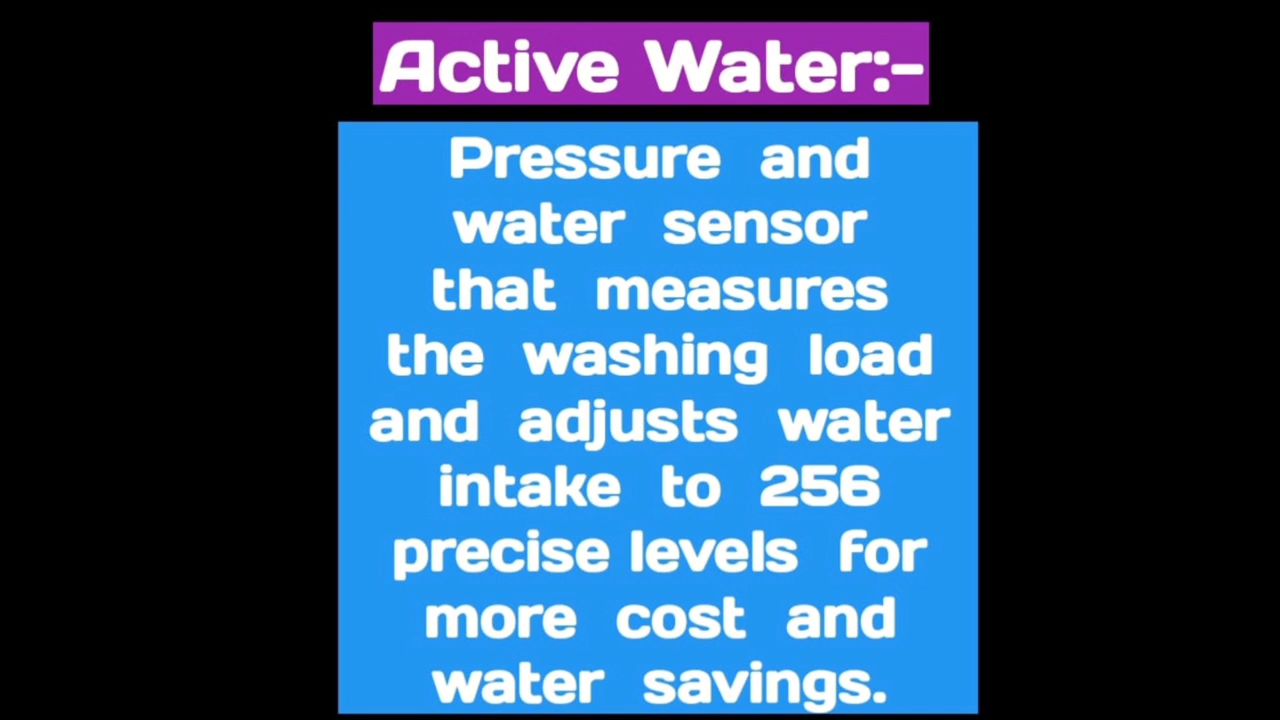 Active Water:-
Pressure and
water sensor
that measures
the washing load
and adjusts water
intake to 256
precise levels for
more cost and
water savings.